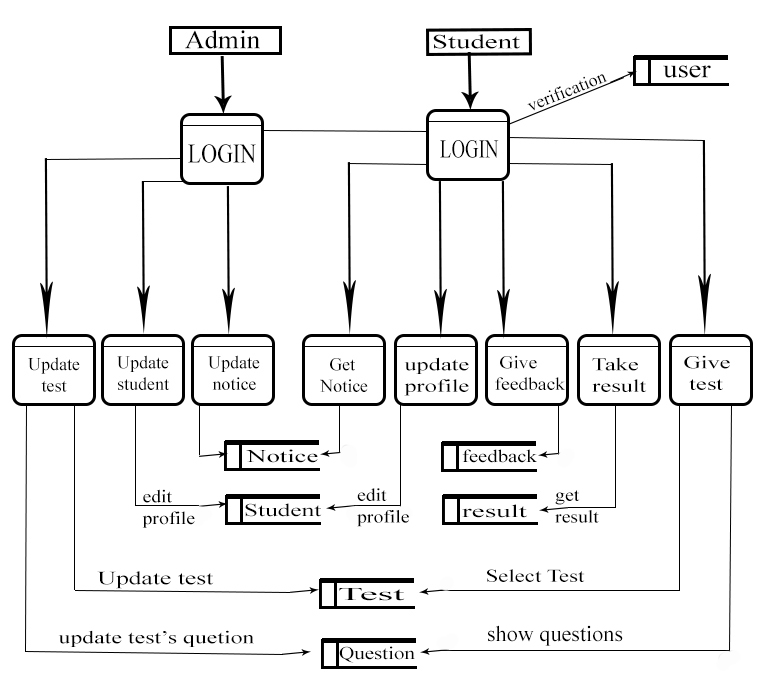 Admin
Student
user
verification
LOGIN
LOGIN
Update
test
Update
student
Update
notice
Get
Notice
update
profile
Give
feedback
Take
result
Give
test
Notice
feedback
edit
profile
Student
edit
profile
result
get
result
Update test
Test
Select Test
update test's quetion
Question
show questions